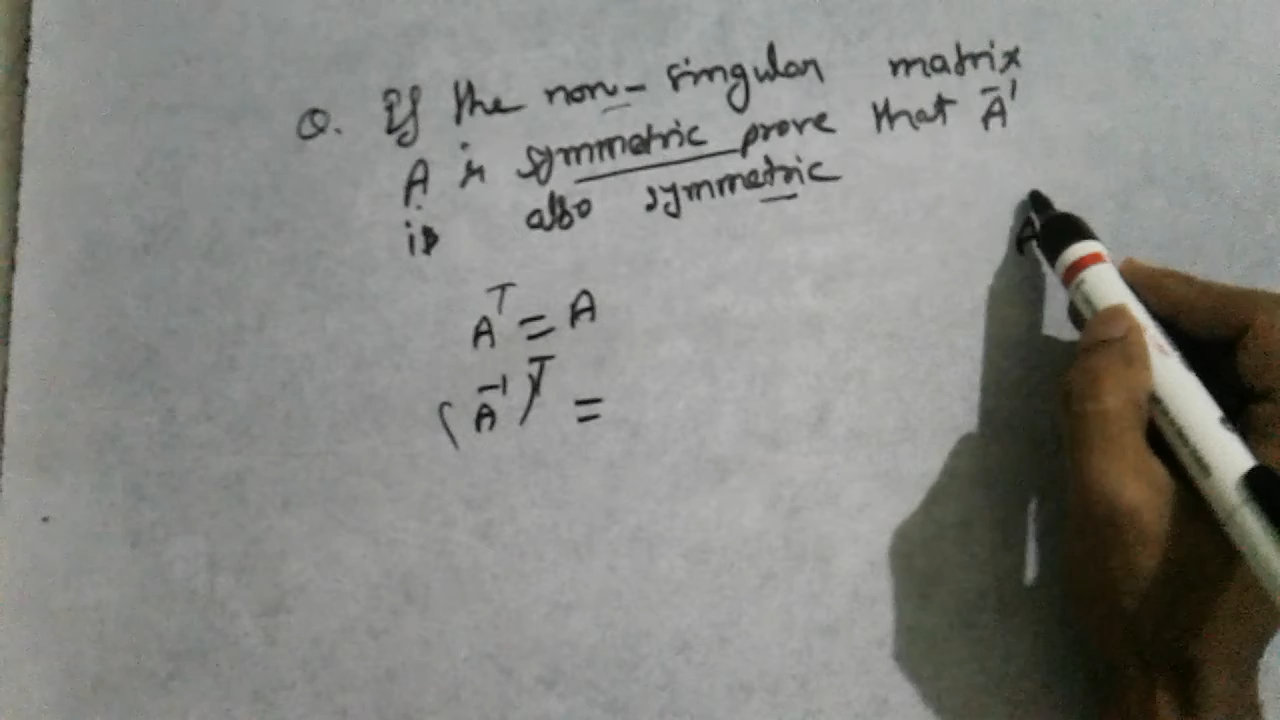 Q. If the non-singular matrix
A is symmetric prove that A⁻¹
is also symmetric
Aᵀ = A
(A⁻¹)ᵀ =
A